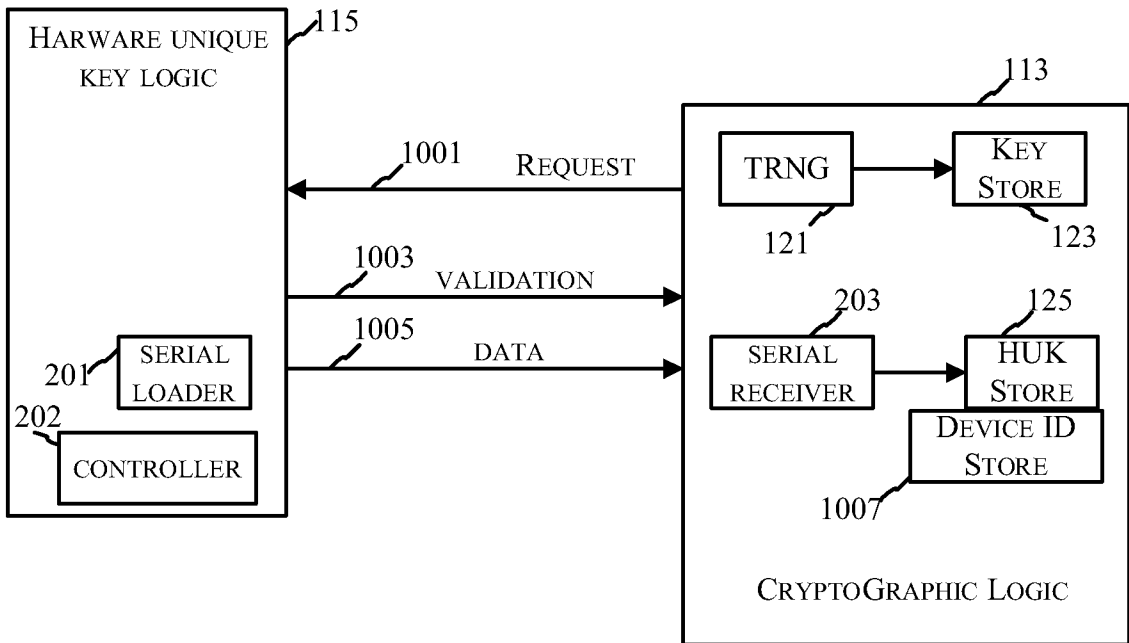 HARWARE UNIQUE
KEY LOGIC
115
1001
REQUEST
1003
VALIDATION
1005
DATA
201
SERIAL
LOADER
202
CONTROLLER
113
TRNG
121
KEY
STORE
123
203
SERIAL
RECEIVER
125
HUK
STORE
DEVICE ID
STORE
1007
CRYPTOGRAPHIC LOGIC